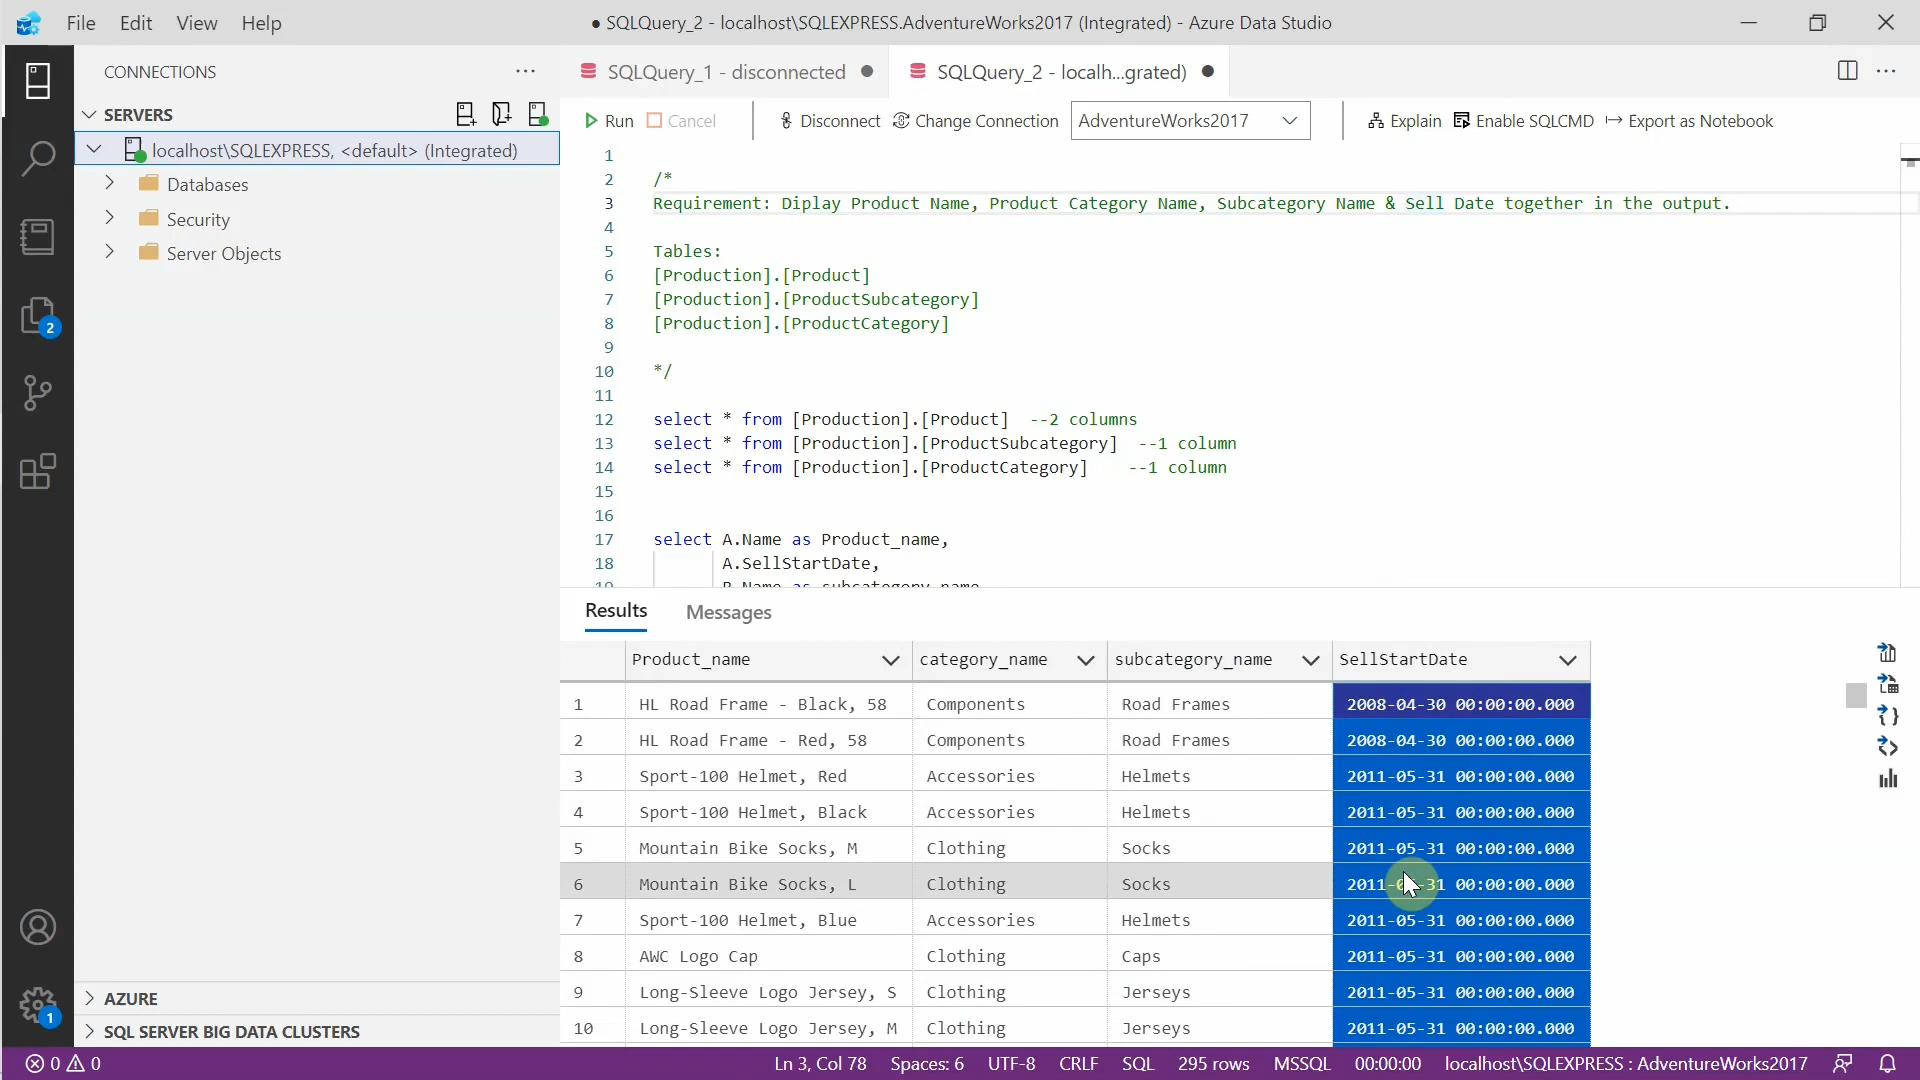 File Edit View Help
● SQLQuery_2 - localhost\SQLEXPRESS.AdventureWorks2017 (Integrated) - Azure Data Studio
CONNECTIONS
SERVERS
localhost\SQLEXPRESS, <default> (Integrated)
Databases
Security
Server Objects
AZURE
SQL SERVER BIG DATA CLUSTERS
2
1
SQLQuery_1 - disconnected
SQLQuery_2 - localh...grated)
Run Cancel Disconnect Change Connection AdventureWorks2017 Explain Enable SQLCMD Export as Notebook
1
2 /*
3 Requirement: Diplay Product Name, Product Category Name, Subcategory Name & Sell Date together in the output.
4
5 Tables:
6 [Production].[Product]
7 [Production].[ProductSubcategory]
8 [Production].[ProductCategory]
9
10 */
11
12 select * from [Production].[Product] --2 columns
13 select * from [Production].[ProductSubcategory] --1 column
14 select * from [Production].[ProductCategory] --1 column
15
16
17 select A.Name as Product_name,
18 A.SellStartDate,
19 B.Name as subcategory_name
Results Messages
Product_name category_name subcategory_name SellStartDate
1 HL Road Frame - Black, 58 Components Road Frames 2008-04-30 00:00:00.000
2 HL Road Frame - Red, 58 Components Road Frames 2008-04-30 00:00:00.000
3 Sport-100 Helmet, Red Accessories Helmets 2011-05-31 00:00:00.000
4 Sport-100 Helmet, Black Accessories Helmets 2011-05-31 00:00:00.000
5 Mountain Bike Socks, M Clothing Socks 2011-05-31 00:00:00.000
6 Mountain Bike Socks, L Clothing Socks 2011-05-31 00:00:00.000
7 Sport-100 Helmet, Blue Accessories Helmets 2011-05-31 00:00:00.000
8 AWC Logo Cap Clothing Caps 2011-05-31 00:00:00.000
9 Long-Sleeve Logo Jersey, S Clothing Jerseys 2011-05-31 00:00:00.000
10 Long-Sleeve Logo Jersey, M Clothing Jerseys 2011-05-31 00:00:00.000
0 0 Ln 3, Col 78 Spaces: 6 UTF-8 CRLF SQL 295 rows MSSQL 00:00:00 localhost\SQLEXPRESS : AdventureWorks2017